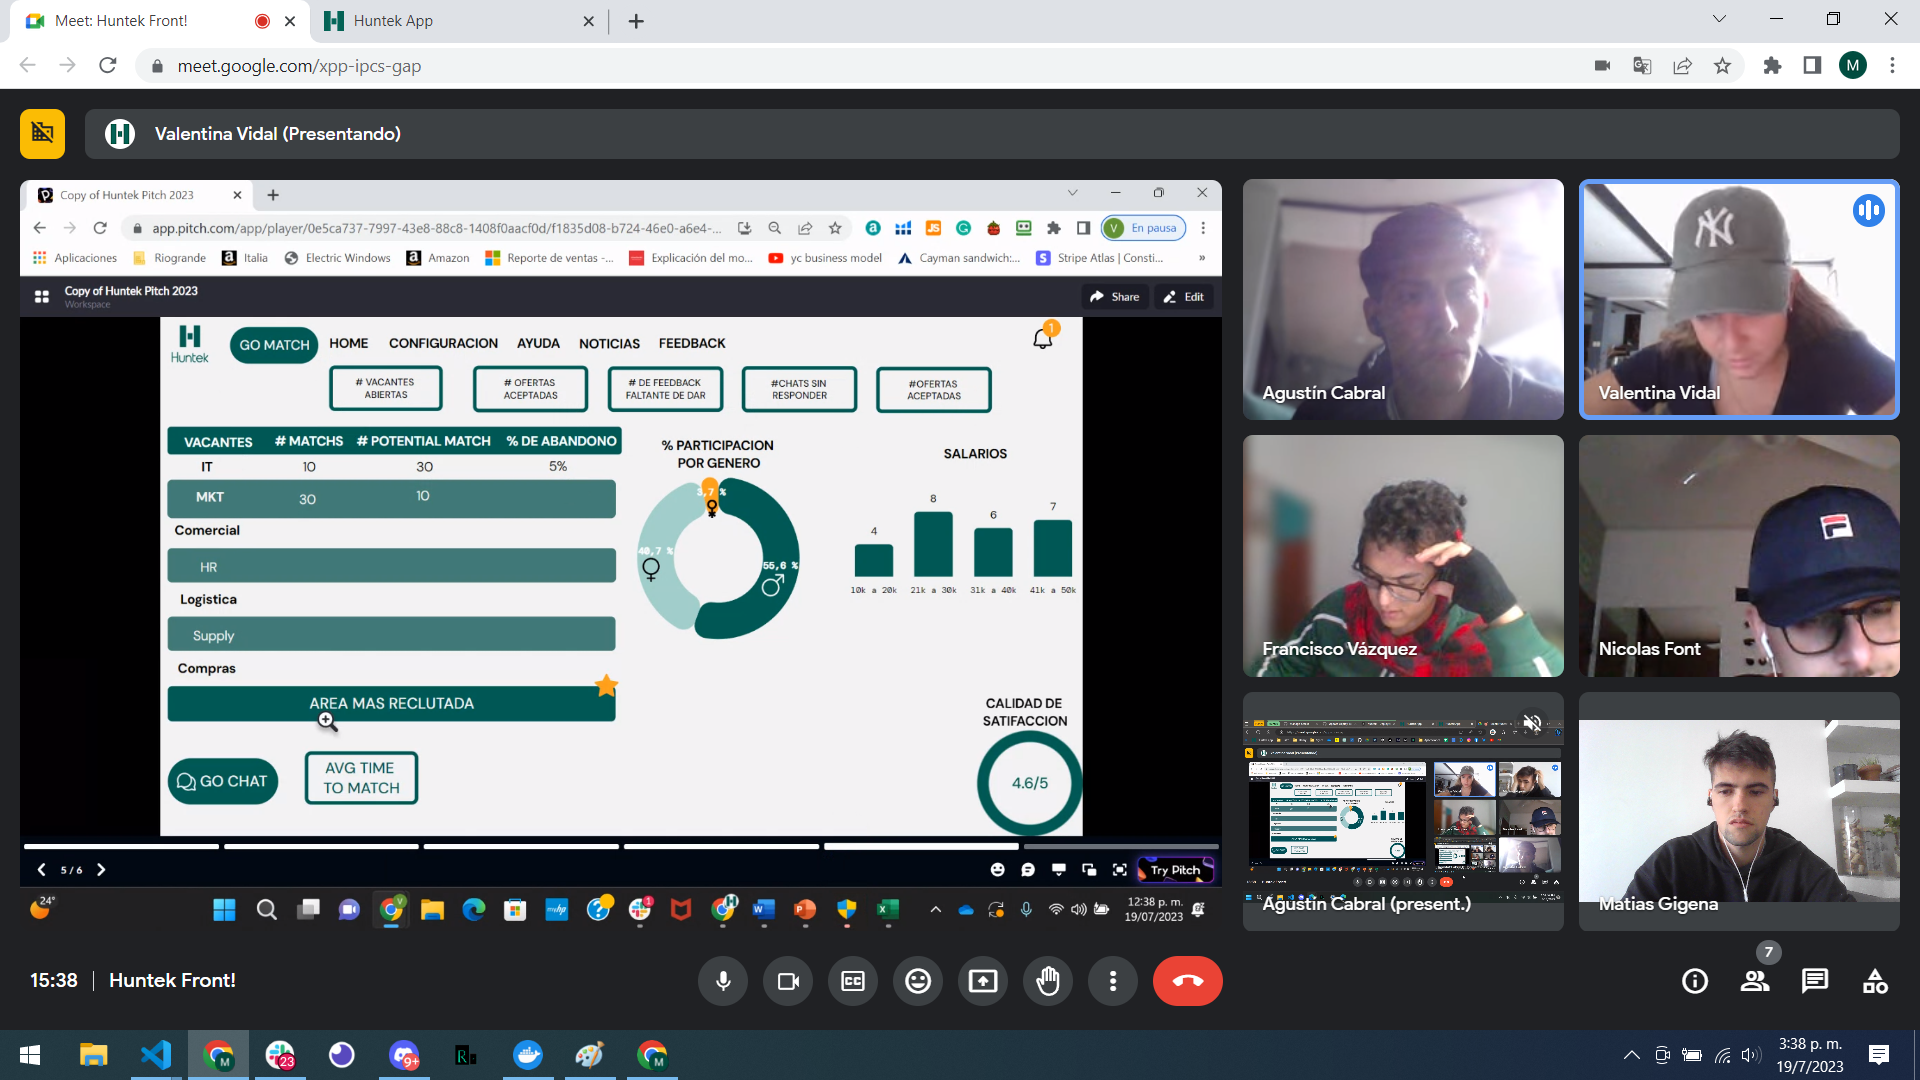 Meet: Huntek Front!
Huntek App
meet.google.com/xpp-ipcs-gap
M
Valentina Vidal (Presentando)
Copy of Huntek Pitch 2023
app.pitch.com/app/player/0e5ca737-7997-43e8-88c8-1408f0aacf0d/f1835d08-b724-46e0-a6e4-...
V En pausa
Aplicaciones
Riogrande
Italia
Electric Windows
Amazon
Reporte de ventas -...
Explicación del mo...
yc business model
Cayman sandwich:...
Stripe Atlas | Consti...
»
Copy of Huntek Pitch 2023
Workspace
Share
Edit
Huntek
GO MATCH
HOME
CONFIGURACION
AYUDA
NOTICIAS
FEEDBACK
1
# VACANTES
ABIERTAS
# OFERTAS
ACEPTADAS
# DE FEEDBACK
FALTANTE DE DAR
#CHATS SIN
RESPONDER
#OFERTAS
ACEPTADAS
VACANTES # MATCHS # POTENTIAL MATCH % DE ABANDONO
IT 10 30 5%
MKT 30 10
Comercial
HR
Logistica
Supply
Compras
AREA MAS RECLUTADA
GO CHAT
AVG TIME
TO MATCH
% PARTICIPACION
POR GENERO
3,7 %
40,7 %
55,6 %
SALARIOS
4
8
6
7
10k a 20k
21k a 30k
31k a 40k
41k a 50k
CALIDAD DE
SATIFACCION
4.6/5
5 / 6
Try Pitch
24°
12:38 p. m.
19/07/2023
Agustín Cabral
NY
Valentina Vidal
Francisco Vázquez
FILA
Nicolas Font
Agustín Cabral (present.)
Matias Gigena
15:38 | Huntek Front!
7
23
9+
3:38 p. m.
19/7/2023